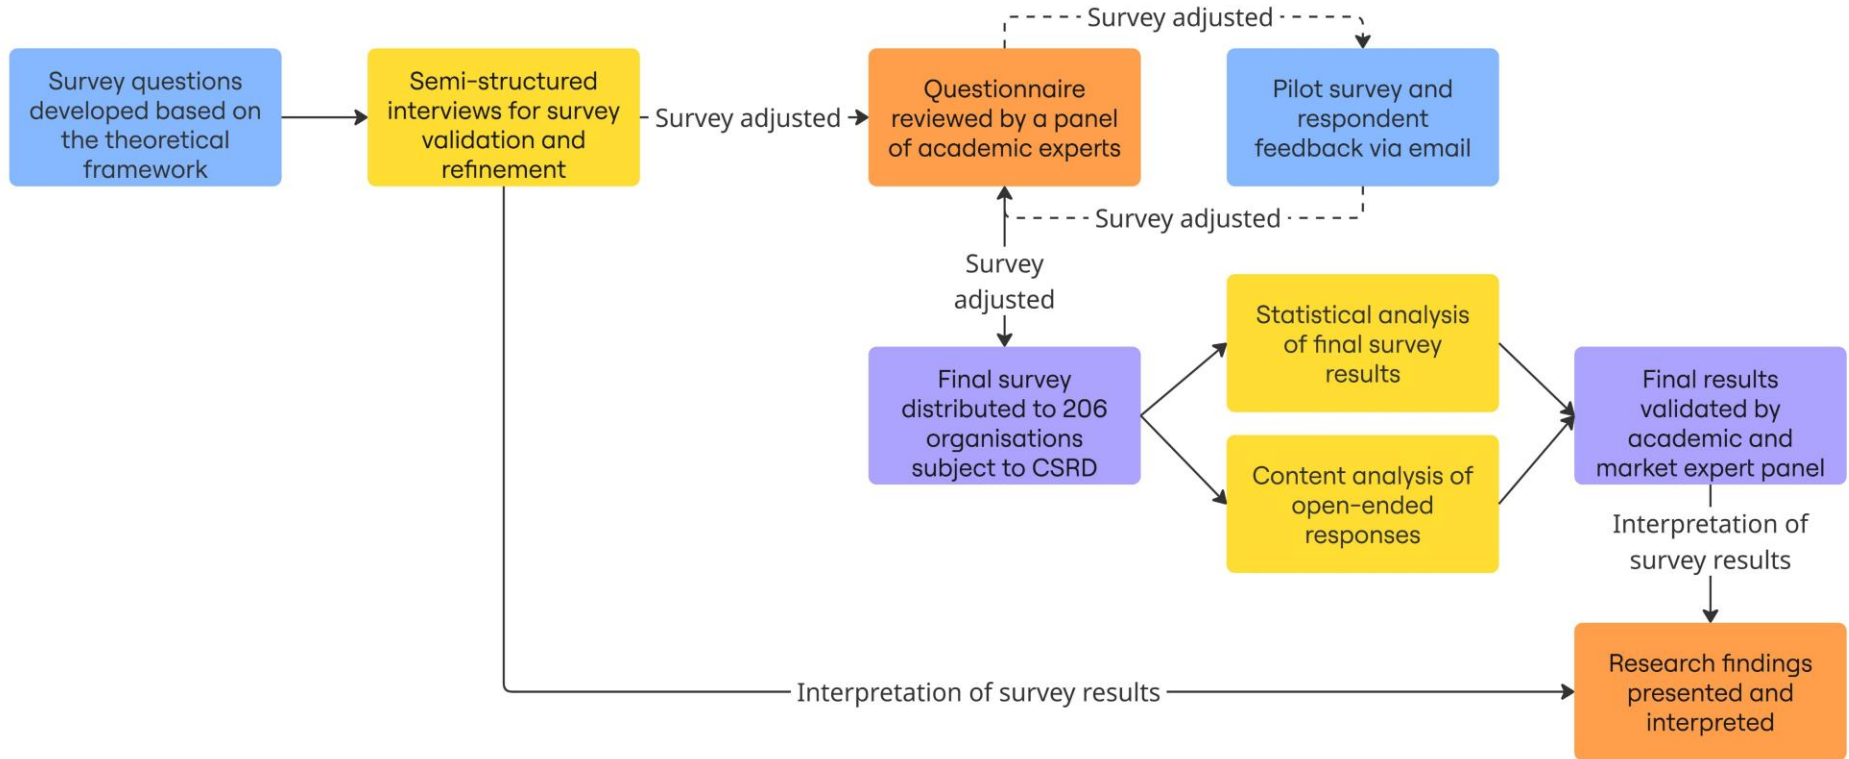 Survey questions
developed based on
the theoretical
framework
Semi-structured
interviews for survey
validation and
refinement
Survey adjusted
Questionnaire
reviewed by a panel
of academic experts
Survey adjusted
Pilot survey and
respondent
feedback via email
Survey adjusted
Survey
adjusted
Final survey
distributed to 206
organisations
subject to CSRD
Statistical analysis
of final survey
results
Content analysis of
open-ended
responses
Final results
validated by
academic and
market expert panel
Interpretation of
survey results
Interpretation of survey results
Research findings
presented and
interpreted